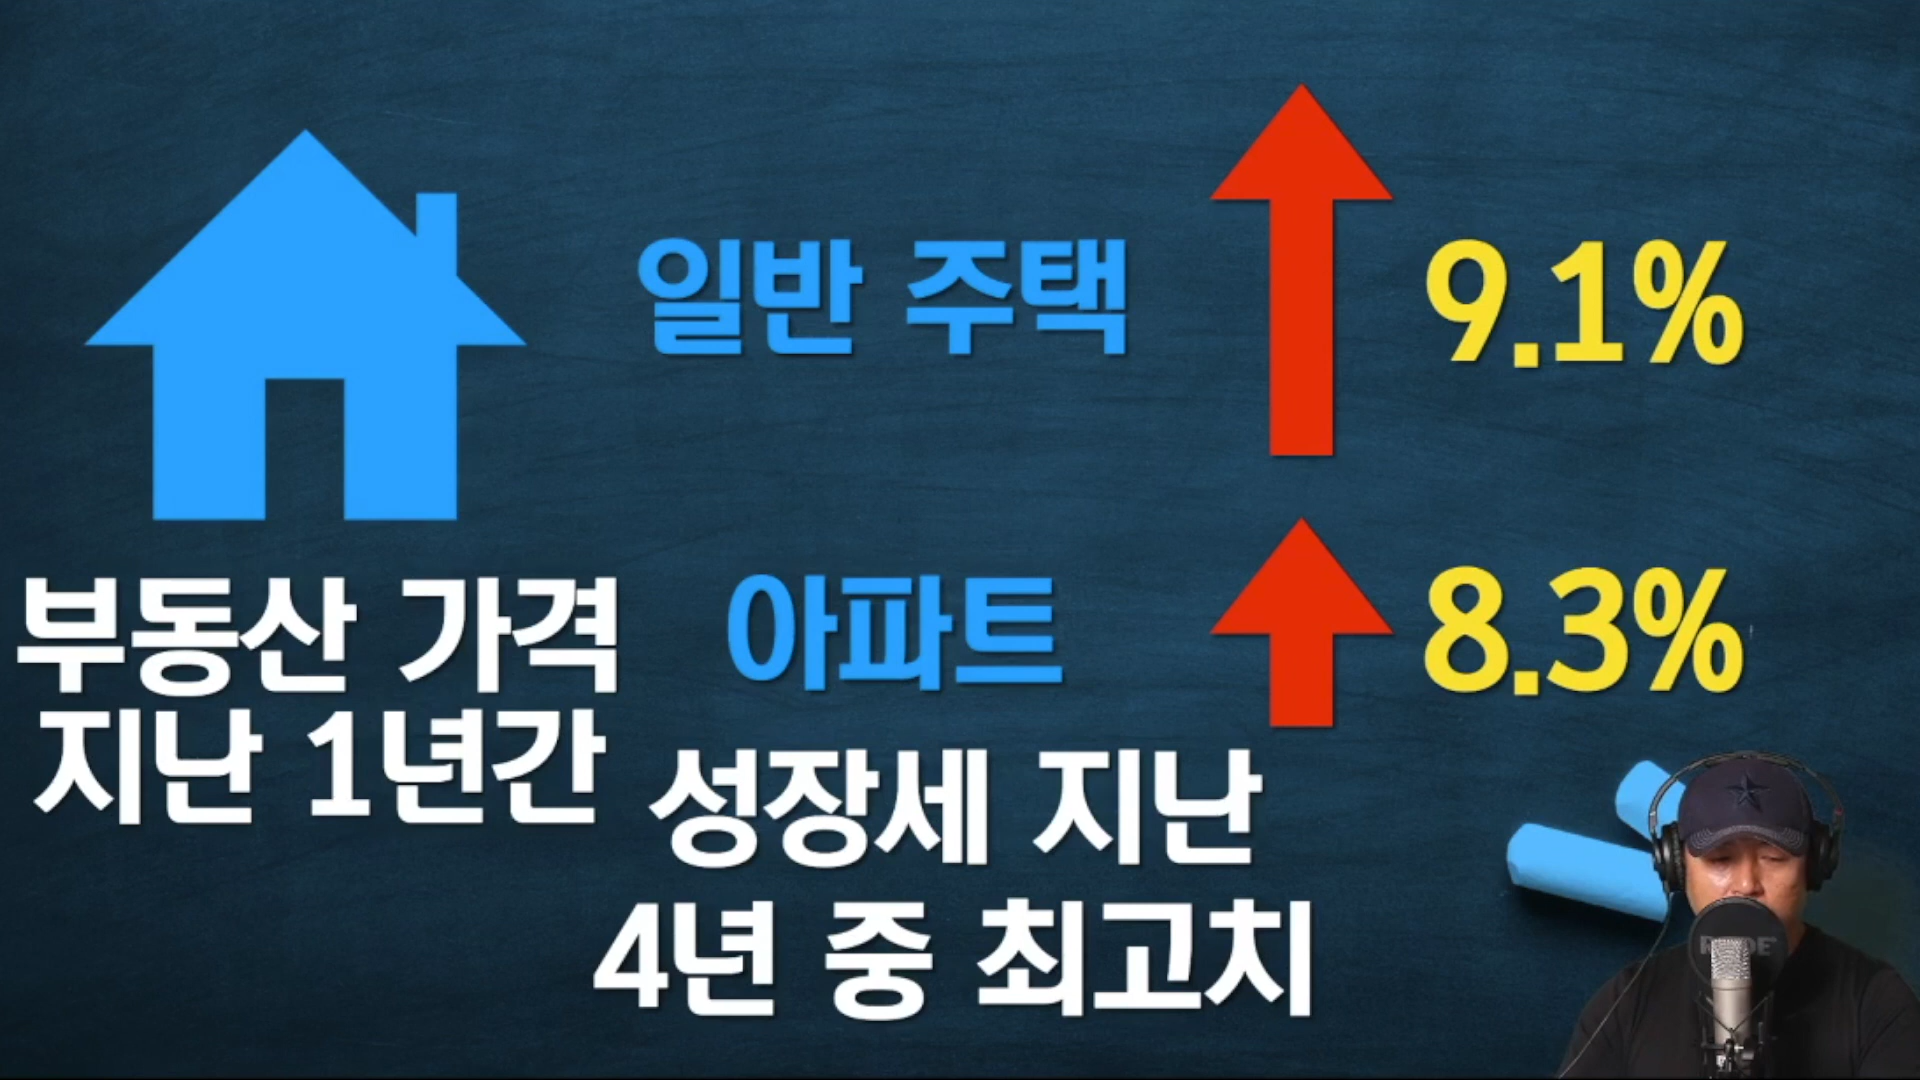 일반 주택
9.1%
부동산 가격
지난 1년간
아파트
8.3%
성장세 지난
4년 중 최고치
RODE